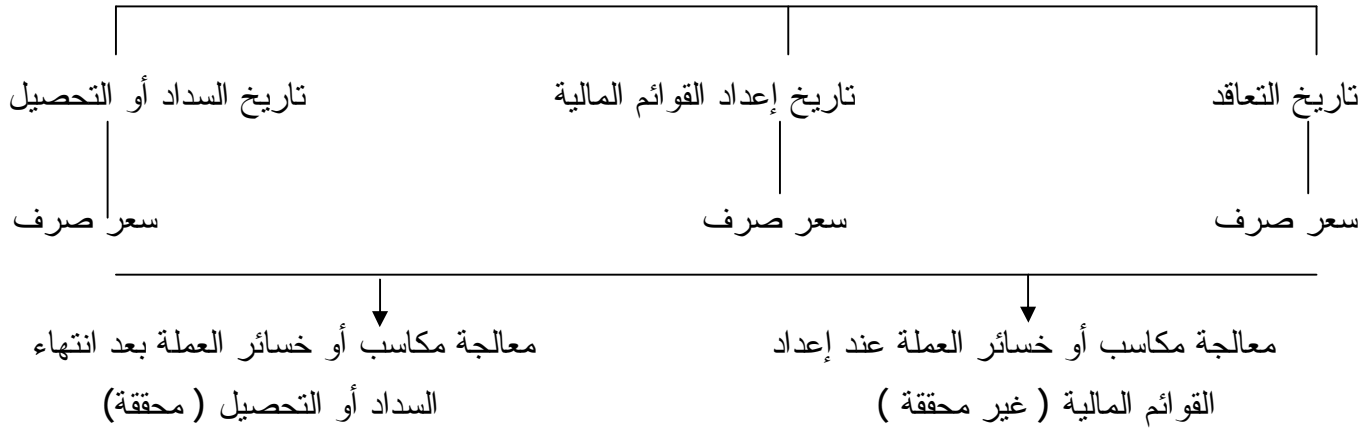 تاريخ التعاقد تاريخ إعداد القوائم المالية تاريخ السداد أو التحصيل
سعر صرف سعر صرف سعر صرف
معالجة مكاسب أو خسائر العملة عند إعداد
القوائم المالية ( غير محققة )
معالجة مكاسب أو خسائر العملة بعد انتهاء
السداد أو التحصيل ( محققة)